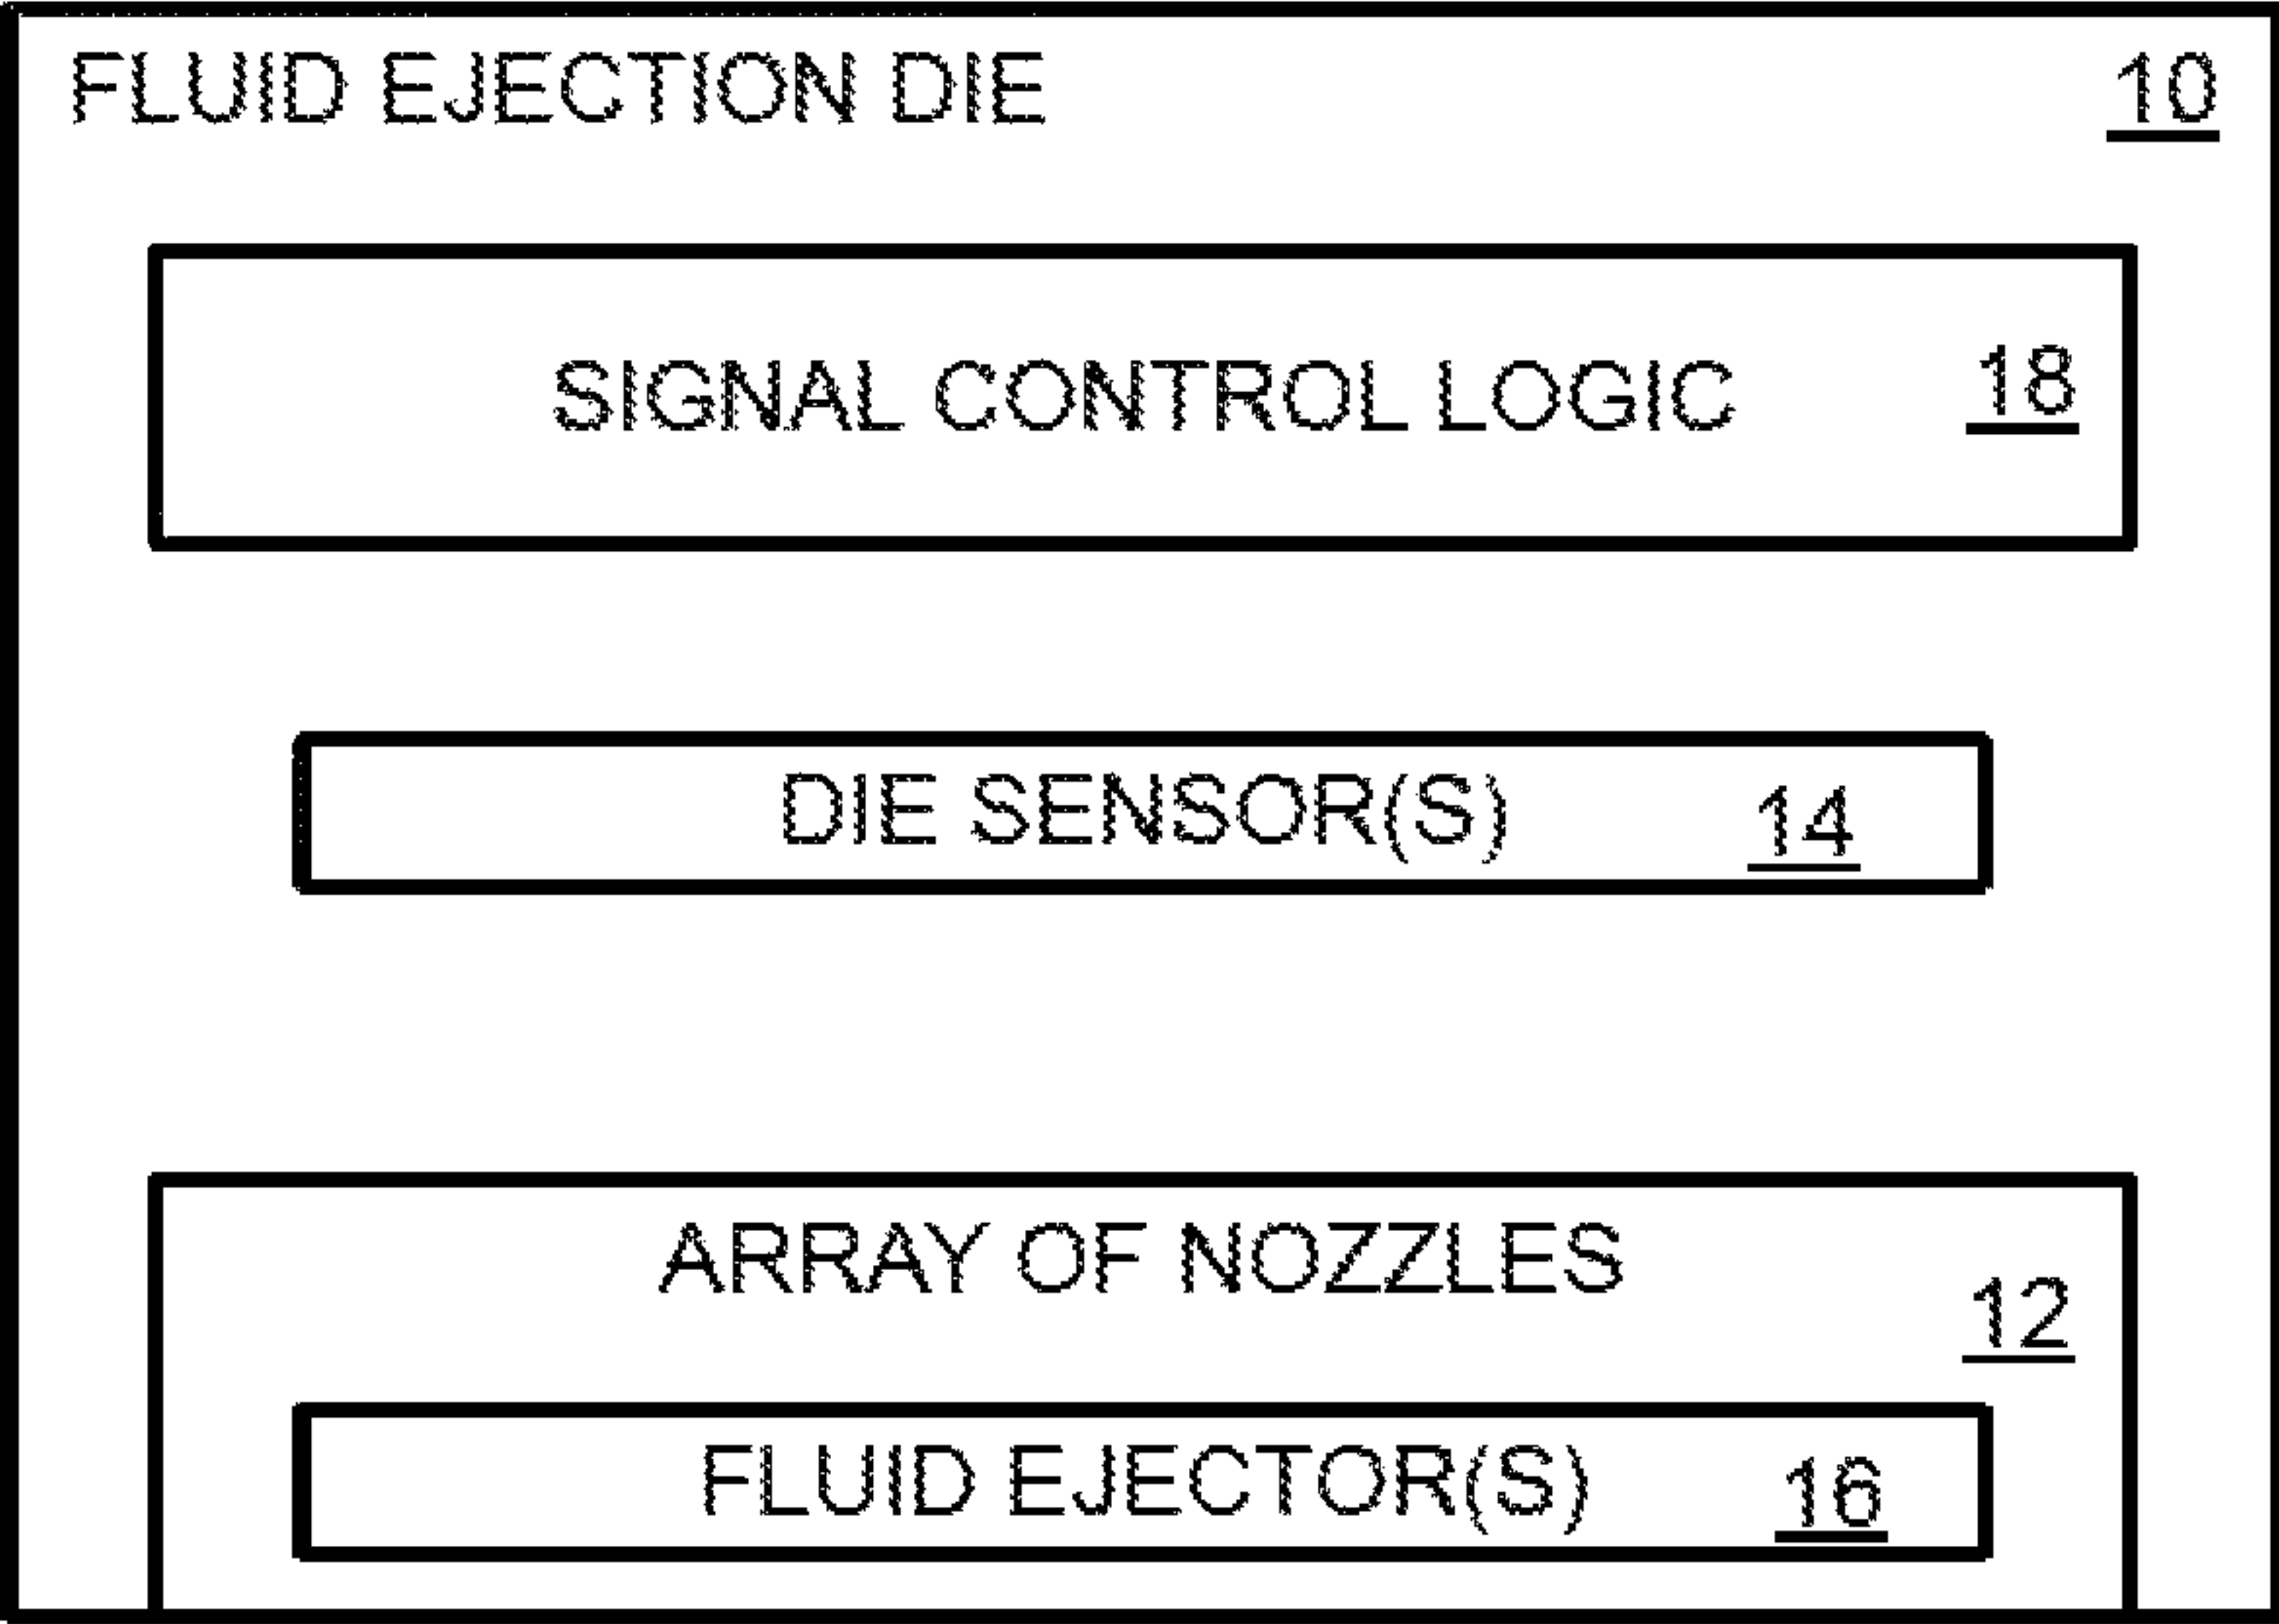 FLUID EJECTION DIE 10
SIGNAL CONTROL LOGIC 18
DIE SENSOR(S) 14
ARRAY OF NOZZLES 12
FLUID EJECTOR(S) 16